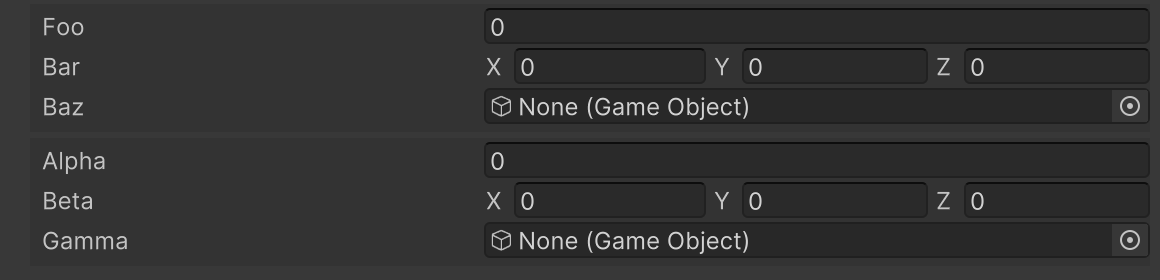 Foo 0
Bar X 0 Y 0 Z 0
Baz None (Game Object)
Alpha 0
Beta X 0 Y 0 Z 0
Gamma None (Game Object)